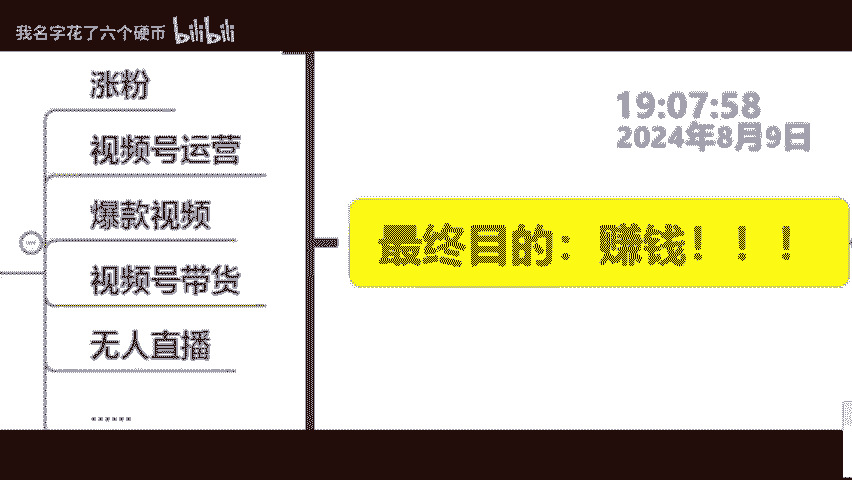 我名字花了六个硬币 bilibili
涨粉
19:07:58
2024年8月9日
视频号运营
爆款视频
最终目的：赚钱！！！
视频号带货
无人直播
……